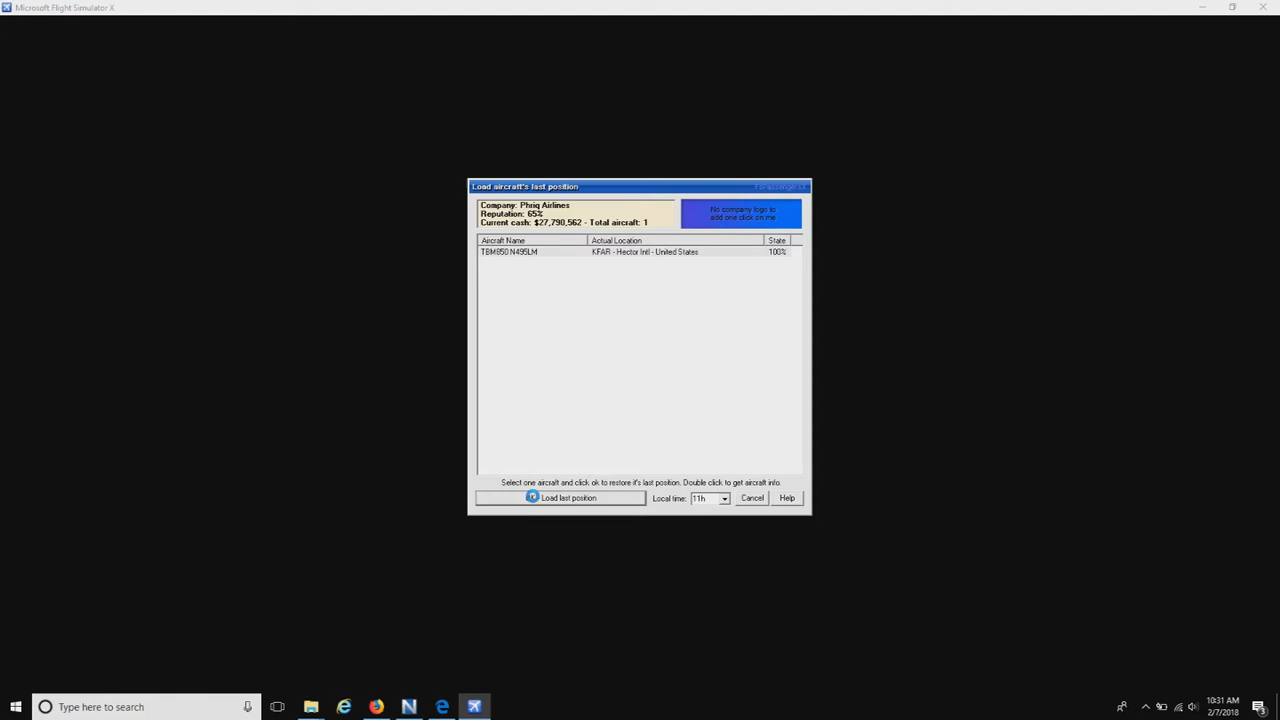 Microsoft Flight Simulator X
Load aircraft's last position
FsPassengersX
Company: Phriq Airlines
Reputation: 65%
Current cash: $27,790,562 - Total aircraft: 1
No company logo to
add one click on me
Aircraft Name Actual Location State
TBM850 N495LM KFAR - Hector Intl - United States 100%
Select one aircraft and click ok to restore it's last position. Double click to get aircraft info.
Load last position Local time: 11h Cancel Help
Type here to search
10:31 AM
2/7/2018
3